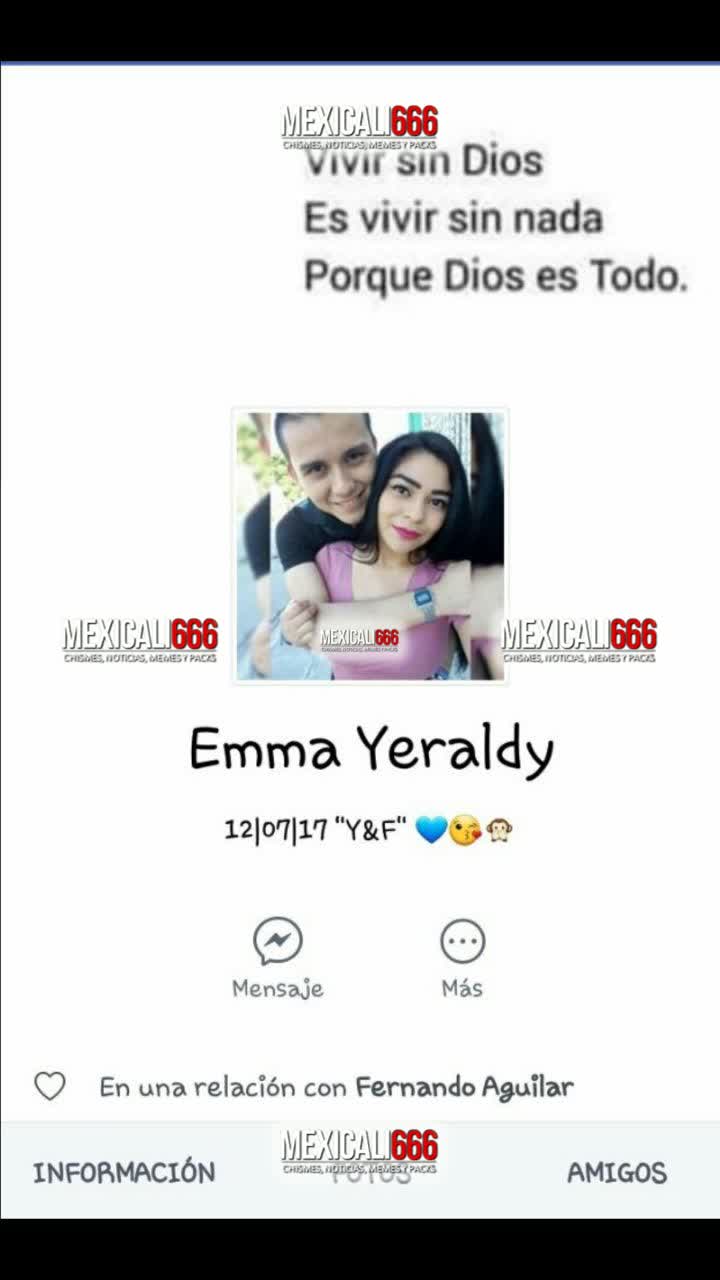 MEXICALI666
CHISMES, NOTICIAS, MEMES Y PACKS
Vivir sin Dios
Es vivir sin nada
Porque Dios es Todo.
MEXICALI666
CHISMES, NOTICIAS, MEMES Y PACKS
MEXICALI666
CHISMES, NOTICIAS, MEMES Y PACKS
MEXICALI666
CHISMES, NOTICIAS, MEMES Y PACKS
Emma Yeraldy
12|07|17 "Y&F" 💙😘🙊
Mensaje
Más
En una relación con Fernando Aguilar
MEXICALI666
CHISMES, NOTICIAS, MEMES Y PACKS
INFORMACIÓN
FOTOS
AMIGOS